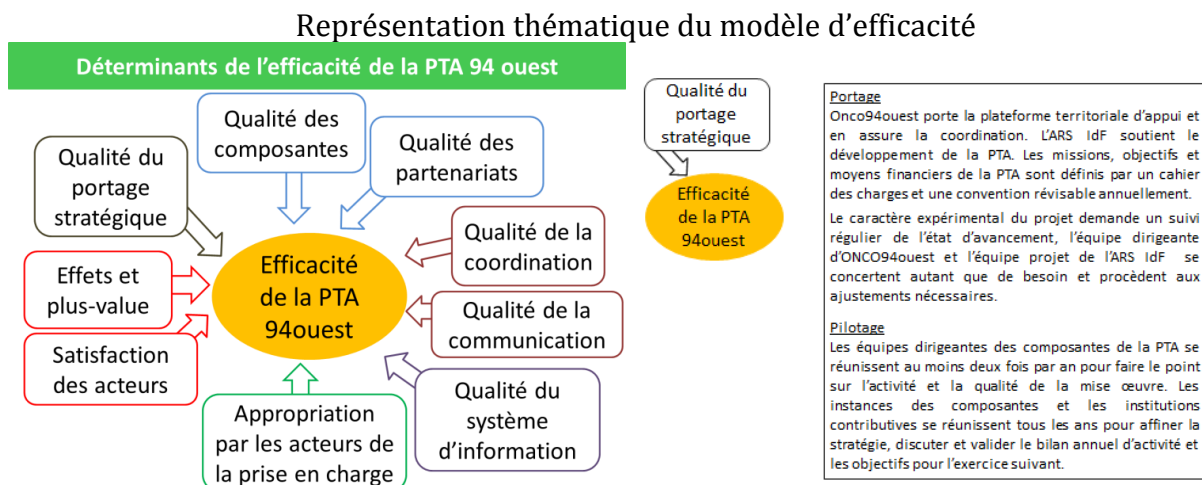 Représentation thématique du modèle d’efficacité
Déterminants de l’efficacité de la PTA 94 ouest
Qualité du
portage
stratégique
Qualité des
composantes
Qualité des
partenariats
Effets et
plus-value
Efficacité
de la PTA
94ouest
Qualité de la
coordination
Satisfaction
des acteurs
Qualité de la
communication
Appropriation
par les acteurs de
la prise en charge
Qualité du
système
d’information
Qualité du
portage
stratégique
Efficacité
de la PTA
94ouest
Portage
Onco94ouest porte la plateforme territoriale d’appui et
en assure la coordination. L’ARS IdF soutient le
développement de la PTA. Les missions, objectifs et
moyens financiers de la PTA sont définis par un cahier
des charges et une convention révisable annuellement.
Le caractère expérimental du projet demande un suivi
régulier de l’état d’avancement, l’équipe dirigeante
d’ONCO94ouest et l’équipe projet de l’ARS IdF se
concertent autant que de besoin et procèdent aux
ajustements nécessaires.
Pilotage
Les équipes dirigeantes des composantes de la PTA se
réunissent au moins deux fois par an pour faire le point
sur l’activité et la qualité de la mise œuvre. Les
instances des composantes et les institutions
contributives se réunissent tous les ans pour affiner la
stratégie, discuter et valider le bilan annuel d’activité et
les objectifs pour l’exercice suivant.